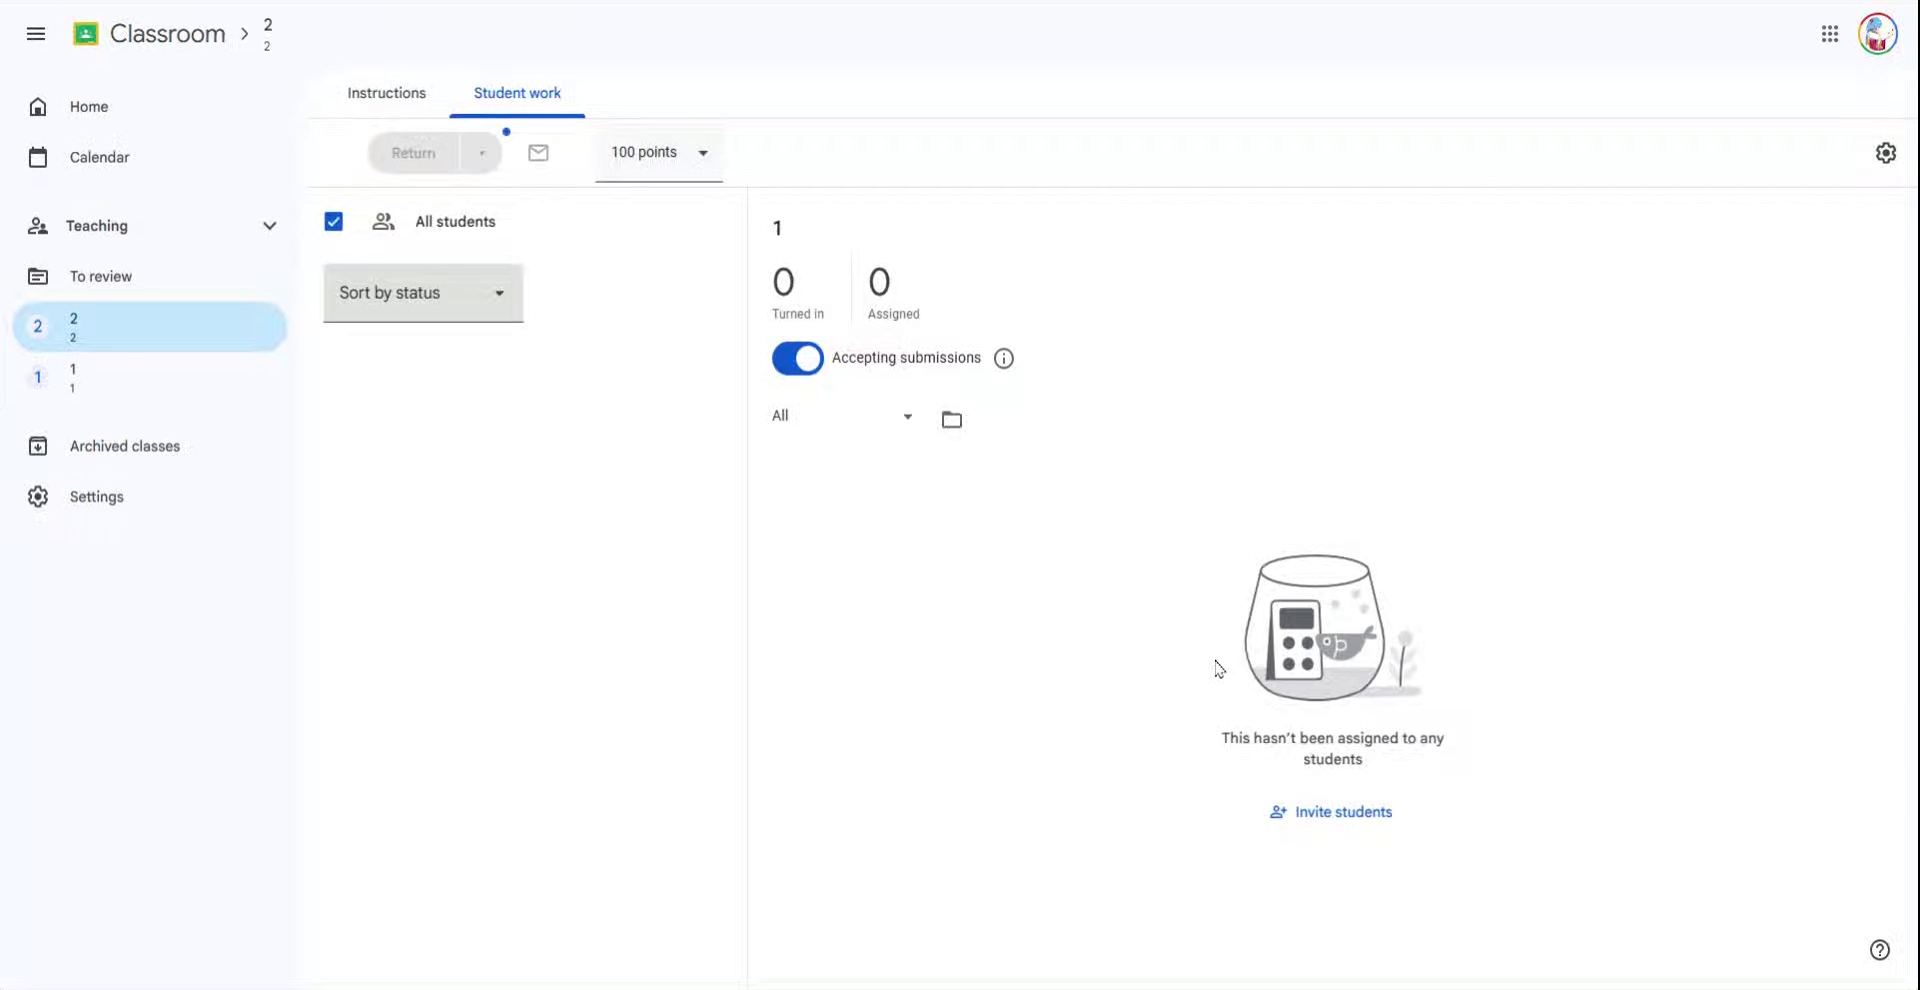 Classroom > 2
2
Instructions
Student work
Home
Return
100 points
Calendar
All students
Teaching
1
To review
Sort by status
0
0
Turned in
Assigned
2
2
2
Accepting submissions
1
1
1
All
Archived classes
Settings
This hasn't been assigned to any
students
Invite students